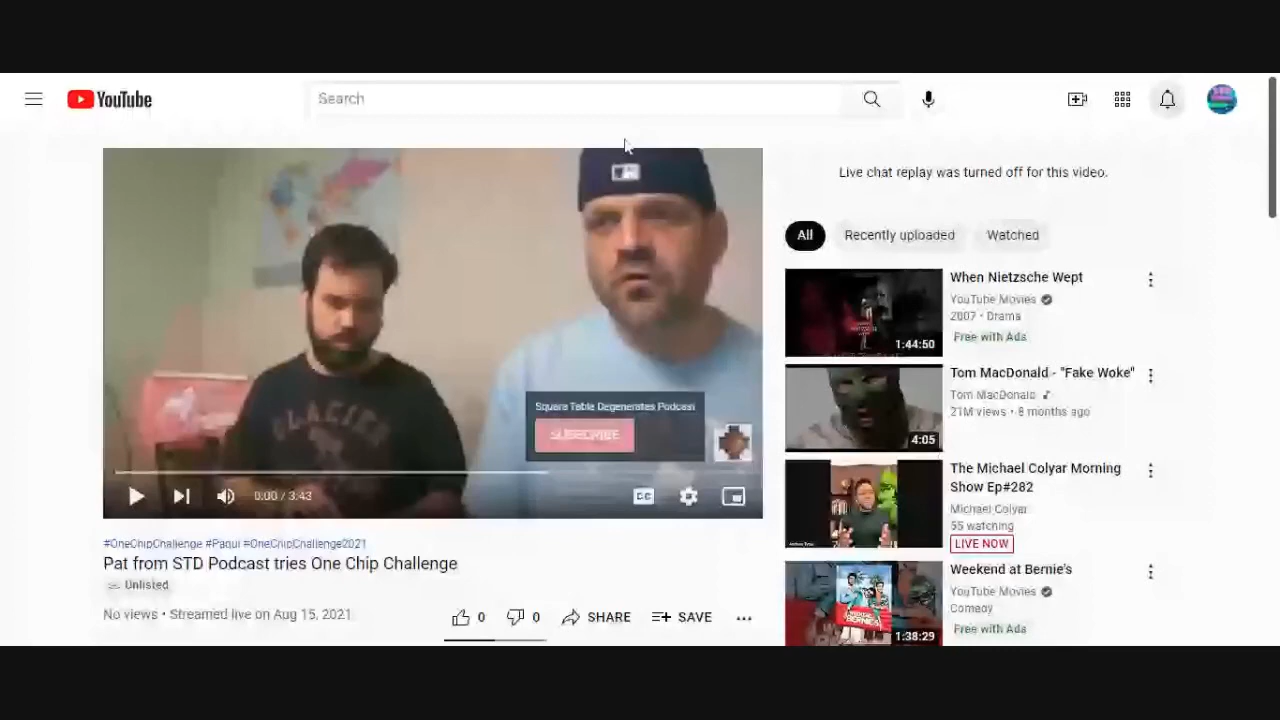 YouTube
Search
Live chat replay was turned off for this video.
All
Recently uploaded
Watched
GLACIER
Square Table Degenerates Podcast
SUBSCRIBE
0:00 / 3:43
CC
#OneChipChallenge #Paqui #OneChipChallenge2021
Pat from STD Podcast tries One Chip Challenge
Unlisted
No views • Streamed live on Aug 15, 2021
0
0
SHARE
SAVE
When Nietzsche Wept
YouTube Movies
2007 • Drama
Free with Ads
1:44:50
Tom MacDonald - "Fake Woke"
Tom MacDonald
21M views • 8 months ago
4:05
The Michael Colyar Morning
Show Ep#282
Michael Colyar
55 watching
LIVE NOW
Weekend at Bernie's
YouTube Movies
Comedy
Free with Ads
BERNIE'S
1:38:29